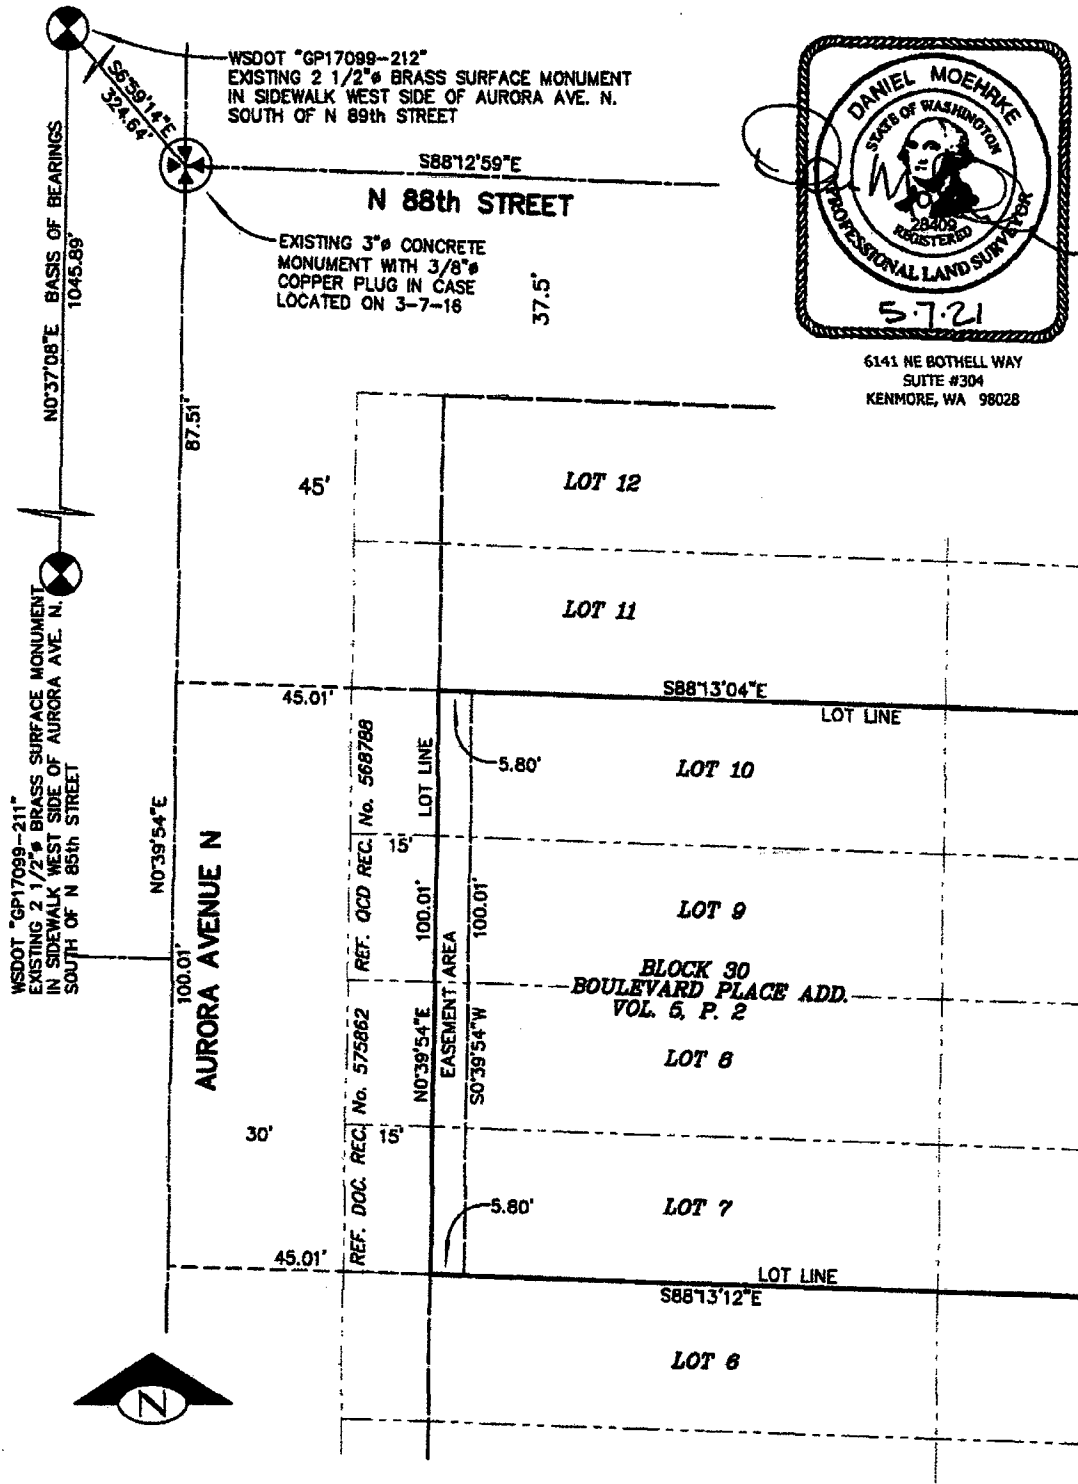 WSDOT "GP17099-212"
EXISTING 2 1/2"ø BRASS SURFACE MONUMENT
IN SIDEWALK WEST SIDE OF AURORA AVE. N.
SOUTH OF N 89th STREET
S6°59'14"E
324.64'
S88°12'59"E
N 88th STREET
EXISTING 3"ø CONCRETE
MONUMENT WITH 3/8"ø
COPPER PLUG IN CASE
LOCATED ON 3-7-16
37.5'
N0°37'08"E BASIS OF BEARINGS
1045.89'
DANIEL MOEHRKE
STATE OF WASHINGTON
28409
REGISTERED
PROFESSIONAL LAND SURVEYOR
5.7.21
6141 NE BOTHELL WAY
SUITE #304
KENMORE, WA 98028
87.51'
45'
LOT 12
LOT 11
45.01'
S88°13'04"E
LOT LINE
5.80'
LOT 10
WSDOT "GP17099-211"
EXISTING 2 1/2"ø BRASS SURFACE MONUMENT
IN SIDEWALK WEST SIDE OF AURORA AVE. N.
SOUTH OF N 85th STREET
N0°39'54"E
100.01'
AURORA AVENUE N
REF. QCD REC. No. 568788
15'
LOT LINE
100.01'
N0°39'54"E
EASEMENT AREA
100.01'
S0°39'54"W
LOT 9
BLOCK 30
BOULEVARD PLACE ADD.
VOL. 5, P. 2
LOT 8
REF. DOC. REC. No. 575862
30'
15'
5.80'
LOT 7
45.01'
LOT LINE
S88°13'12"E
LOT 6
N